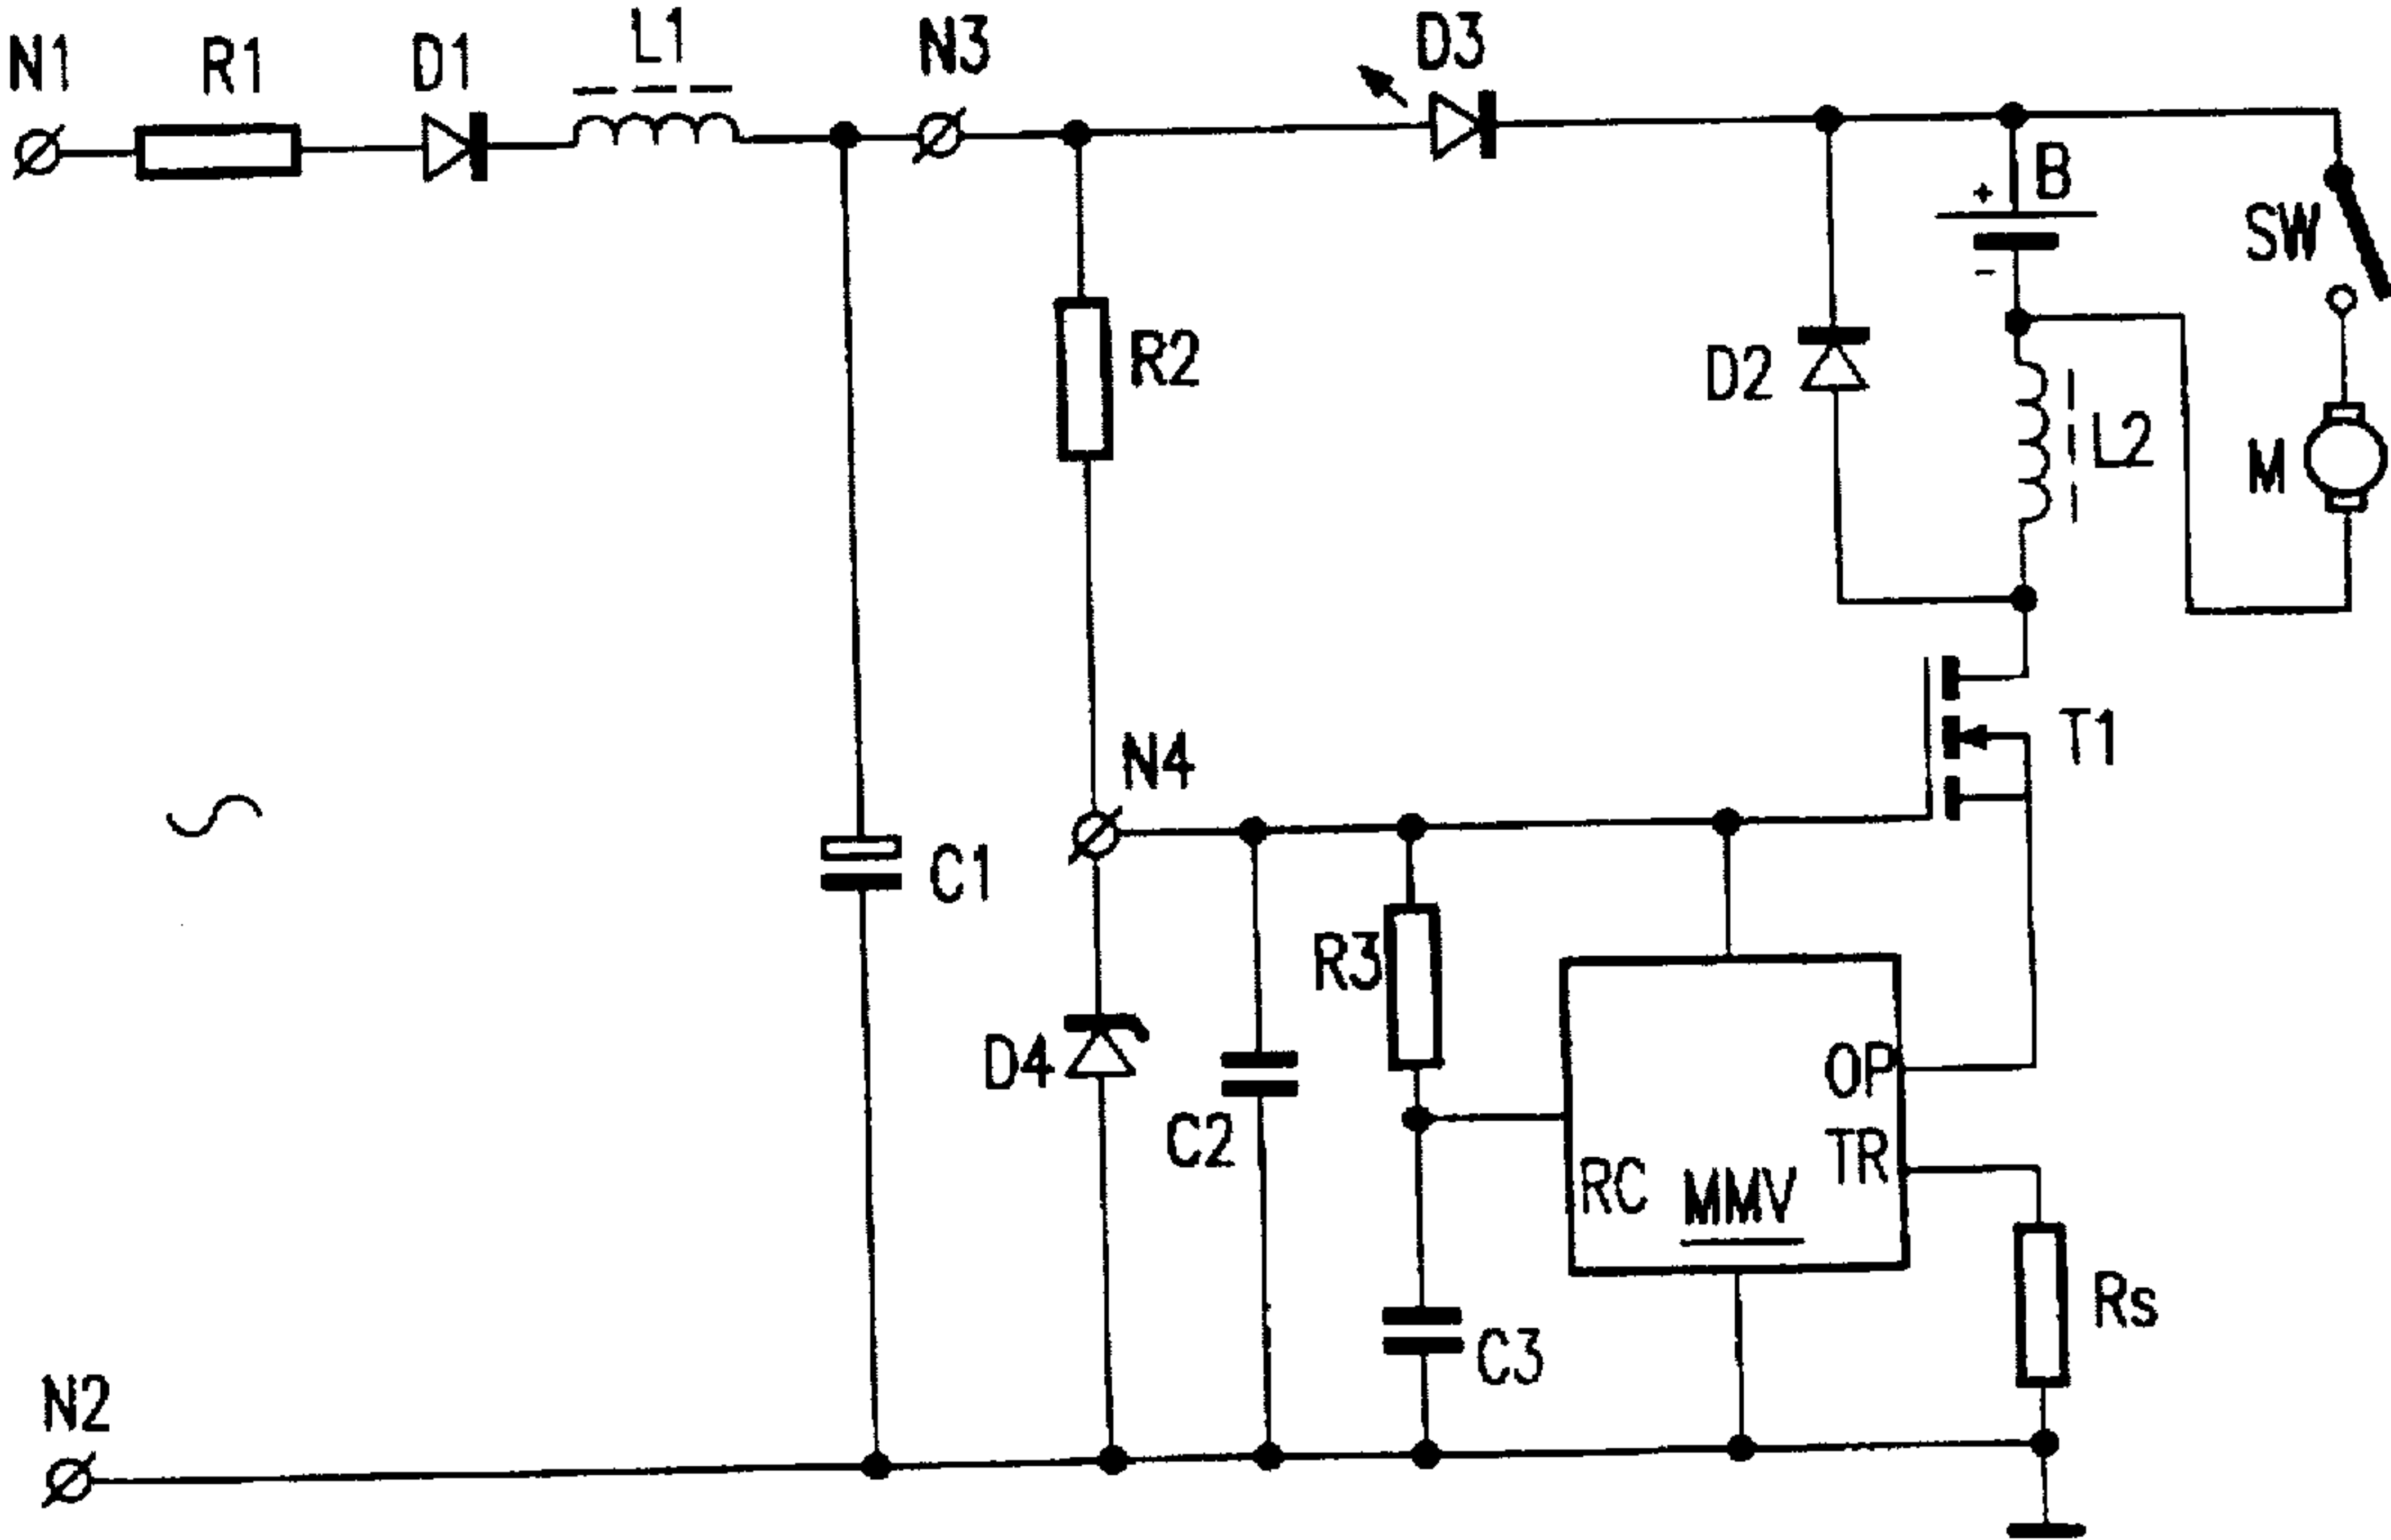 N1
R1
D1
L1
N3
D3
B
+
-
SW
R2
D2
L2
M
N4
T1
C1
R3
D4
C2
OP
TR
RC
MMV
C3
Rs
N2